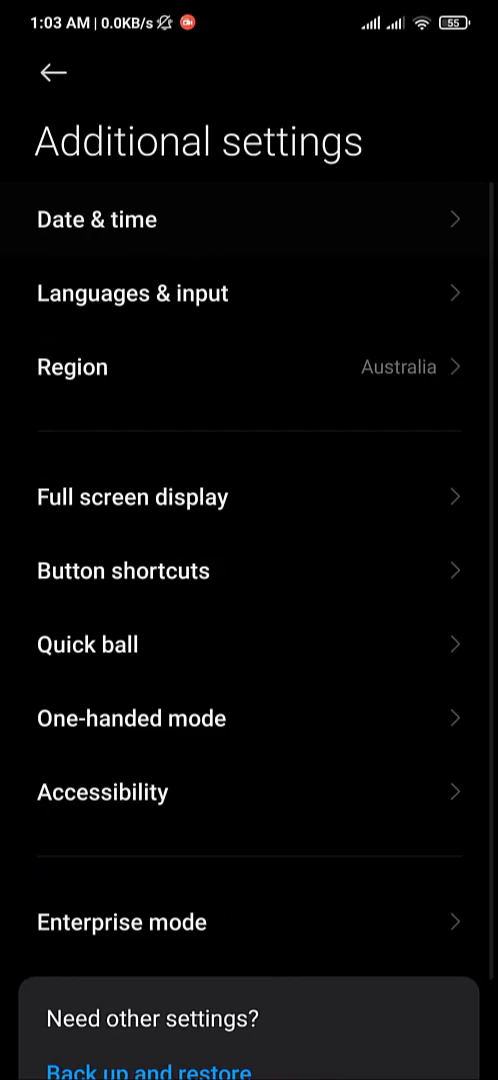 1:03 AM | 0.0KB/s 55
Additional settings
Date & time
Languages & input
Region Australia
Full screen display
Button shortcuts
Quick ball
One-handed mode
Accessibility
Enterprise mode
Need other settings?
Back up and restore